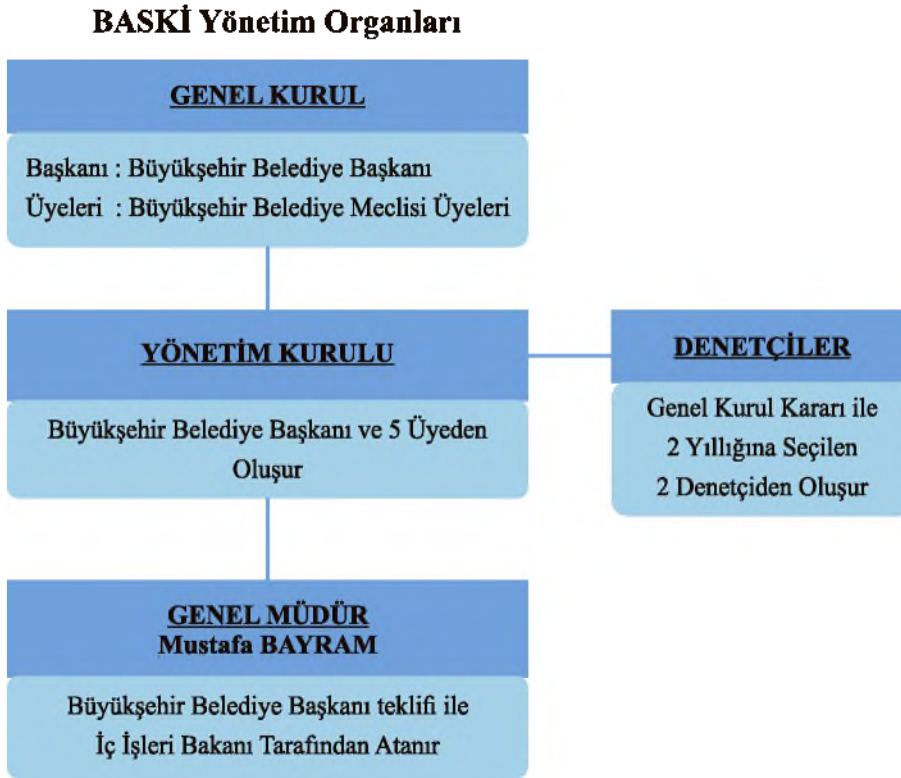 BASKİ Yönetim Organları
GENEL KURUL
Başkanı : Büyükşehir Belediye Başkanı
Üyeleri : Büyükşehir Belediye Meclisi Üyeleri
YÖNETİM KURULU
Büyükşehir Belediye Başkanı ve 5 Üyeden
Oluşur
DENETÇİLER
Genel Kurul Kararı ile
2 Yıllığına Seçilen
2 Denetçiden Oluşur
GENEL MÜDÜR
Mustafa BAYRAM
Büyükşehir Belediye Başkanı teklifi ile
İç İşleri Bakanı Tarafından Atanır